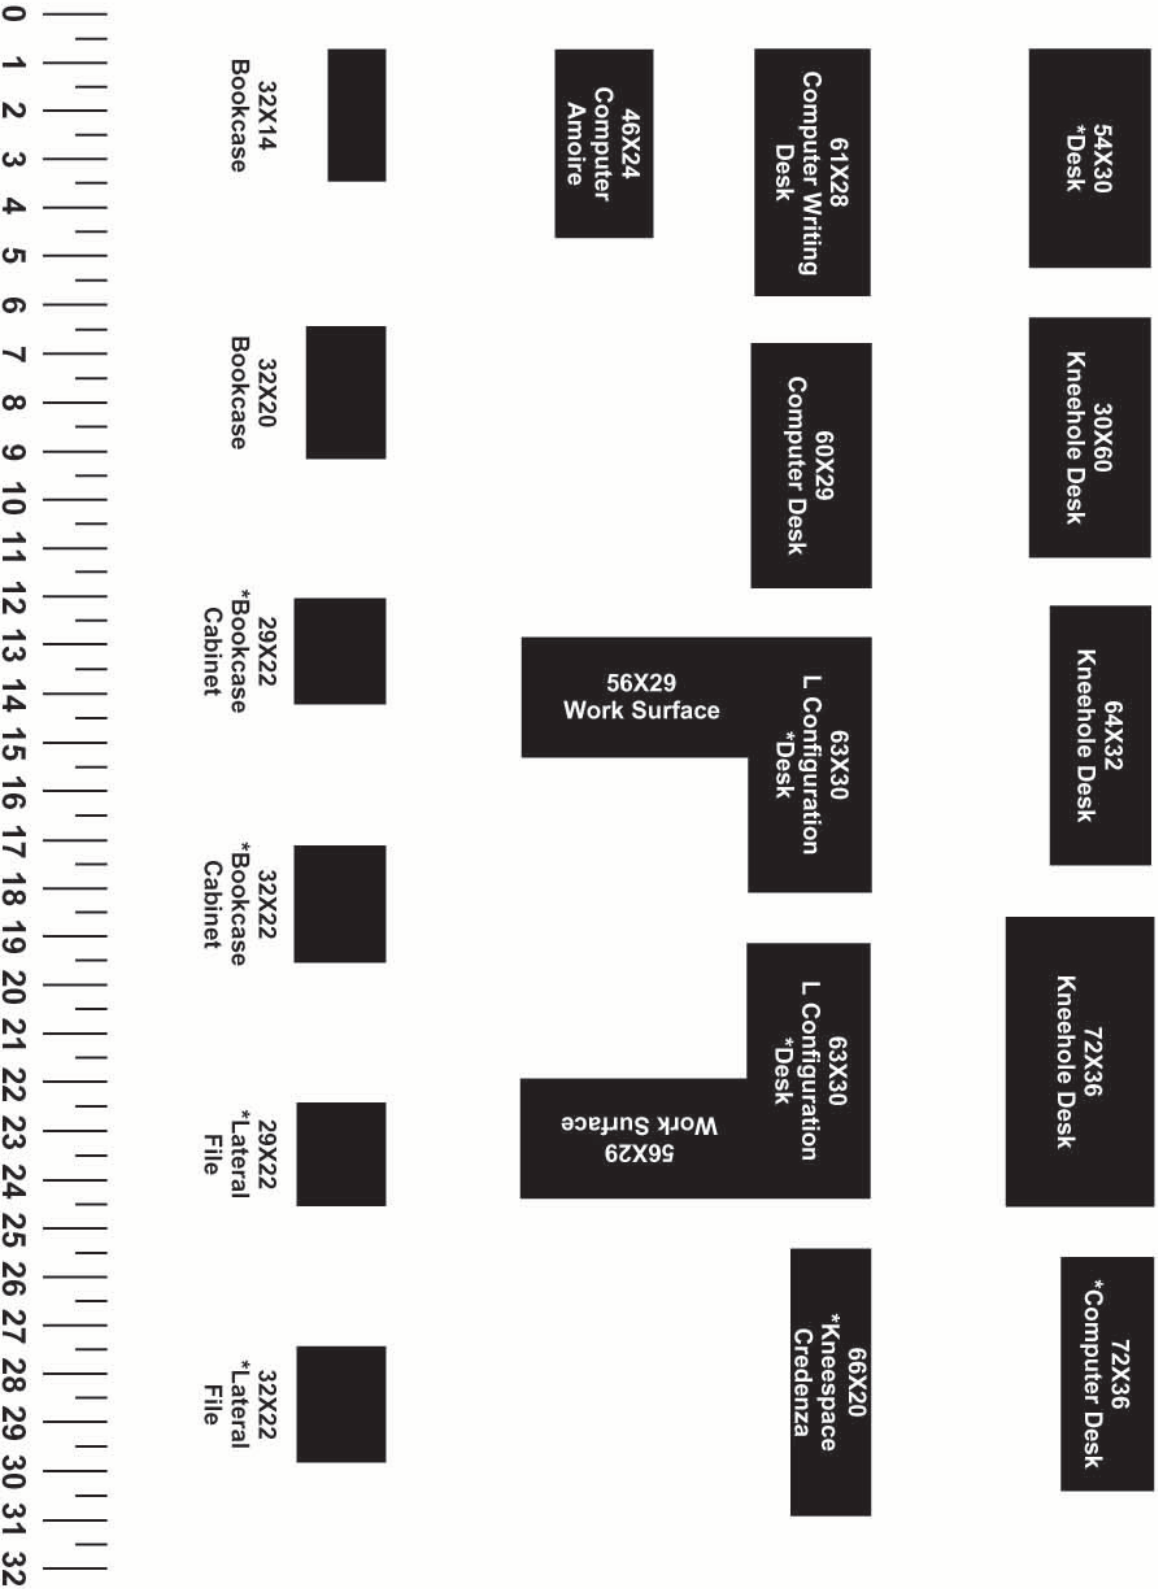 54X30
*Desk
30X60
Kneehole Desk
64X32
Kneehole Desk
72X36
Kneehole Desk
72X36
*Computer Desk
61X28
Computer Writing
Desk
60X29
Computer Desk
63X30
L Configuration
*Desk
56X29
Work Surface
63X30
L Configuration
*Desk
56X29
Work Surface
66X20
*Kneespace
Credenza
46X24
Computer
Amoire
32X14
Bookcase
32X20
Bookcase
29X22
*Bookcase
Cabinet
32X22
*Bookcase
Cabinet
29X22
*Lateral
File
32X22
*Lateral
File
0 1 2 3 4 5 6 7 8 9 10 11 12 13 14 15 16 17 18 19 20 21 22 23 24 25 26 27 28 29 30 31 32